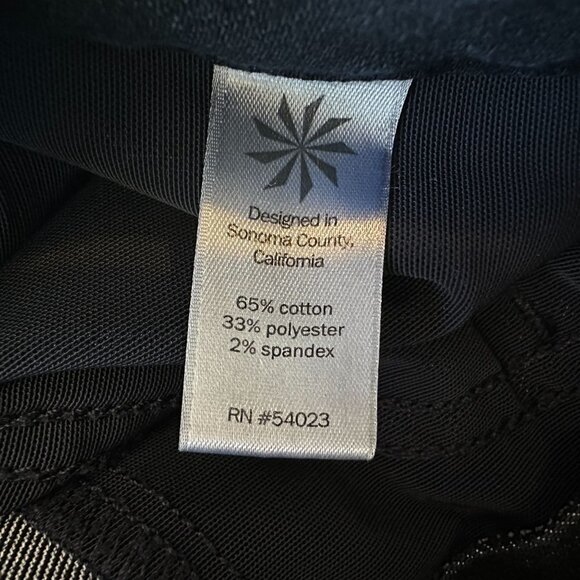 Designed in
Sonoma County,
California
65% cotton
33% polyester
2% spandex
RN #54023